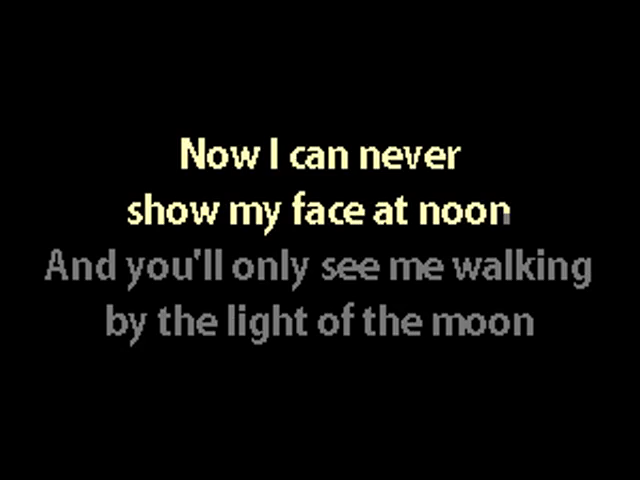 Now I can never
show my face at noon
And you'll only see me walking
by the light of the moon